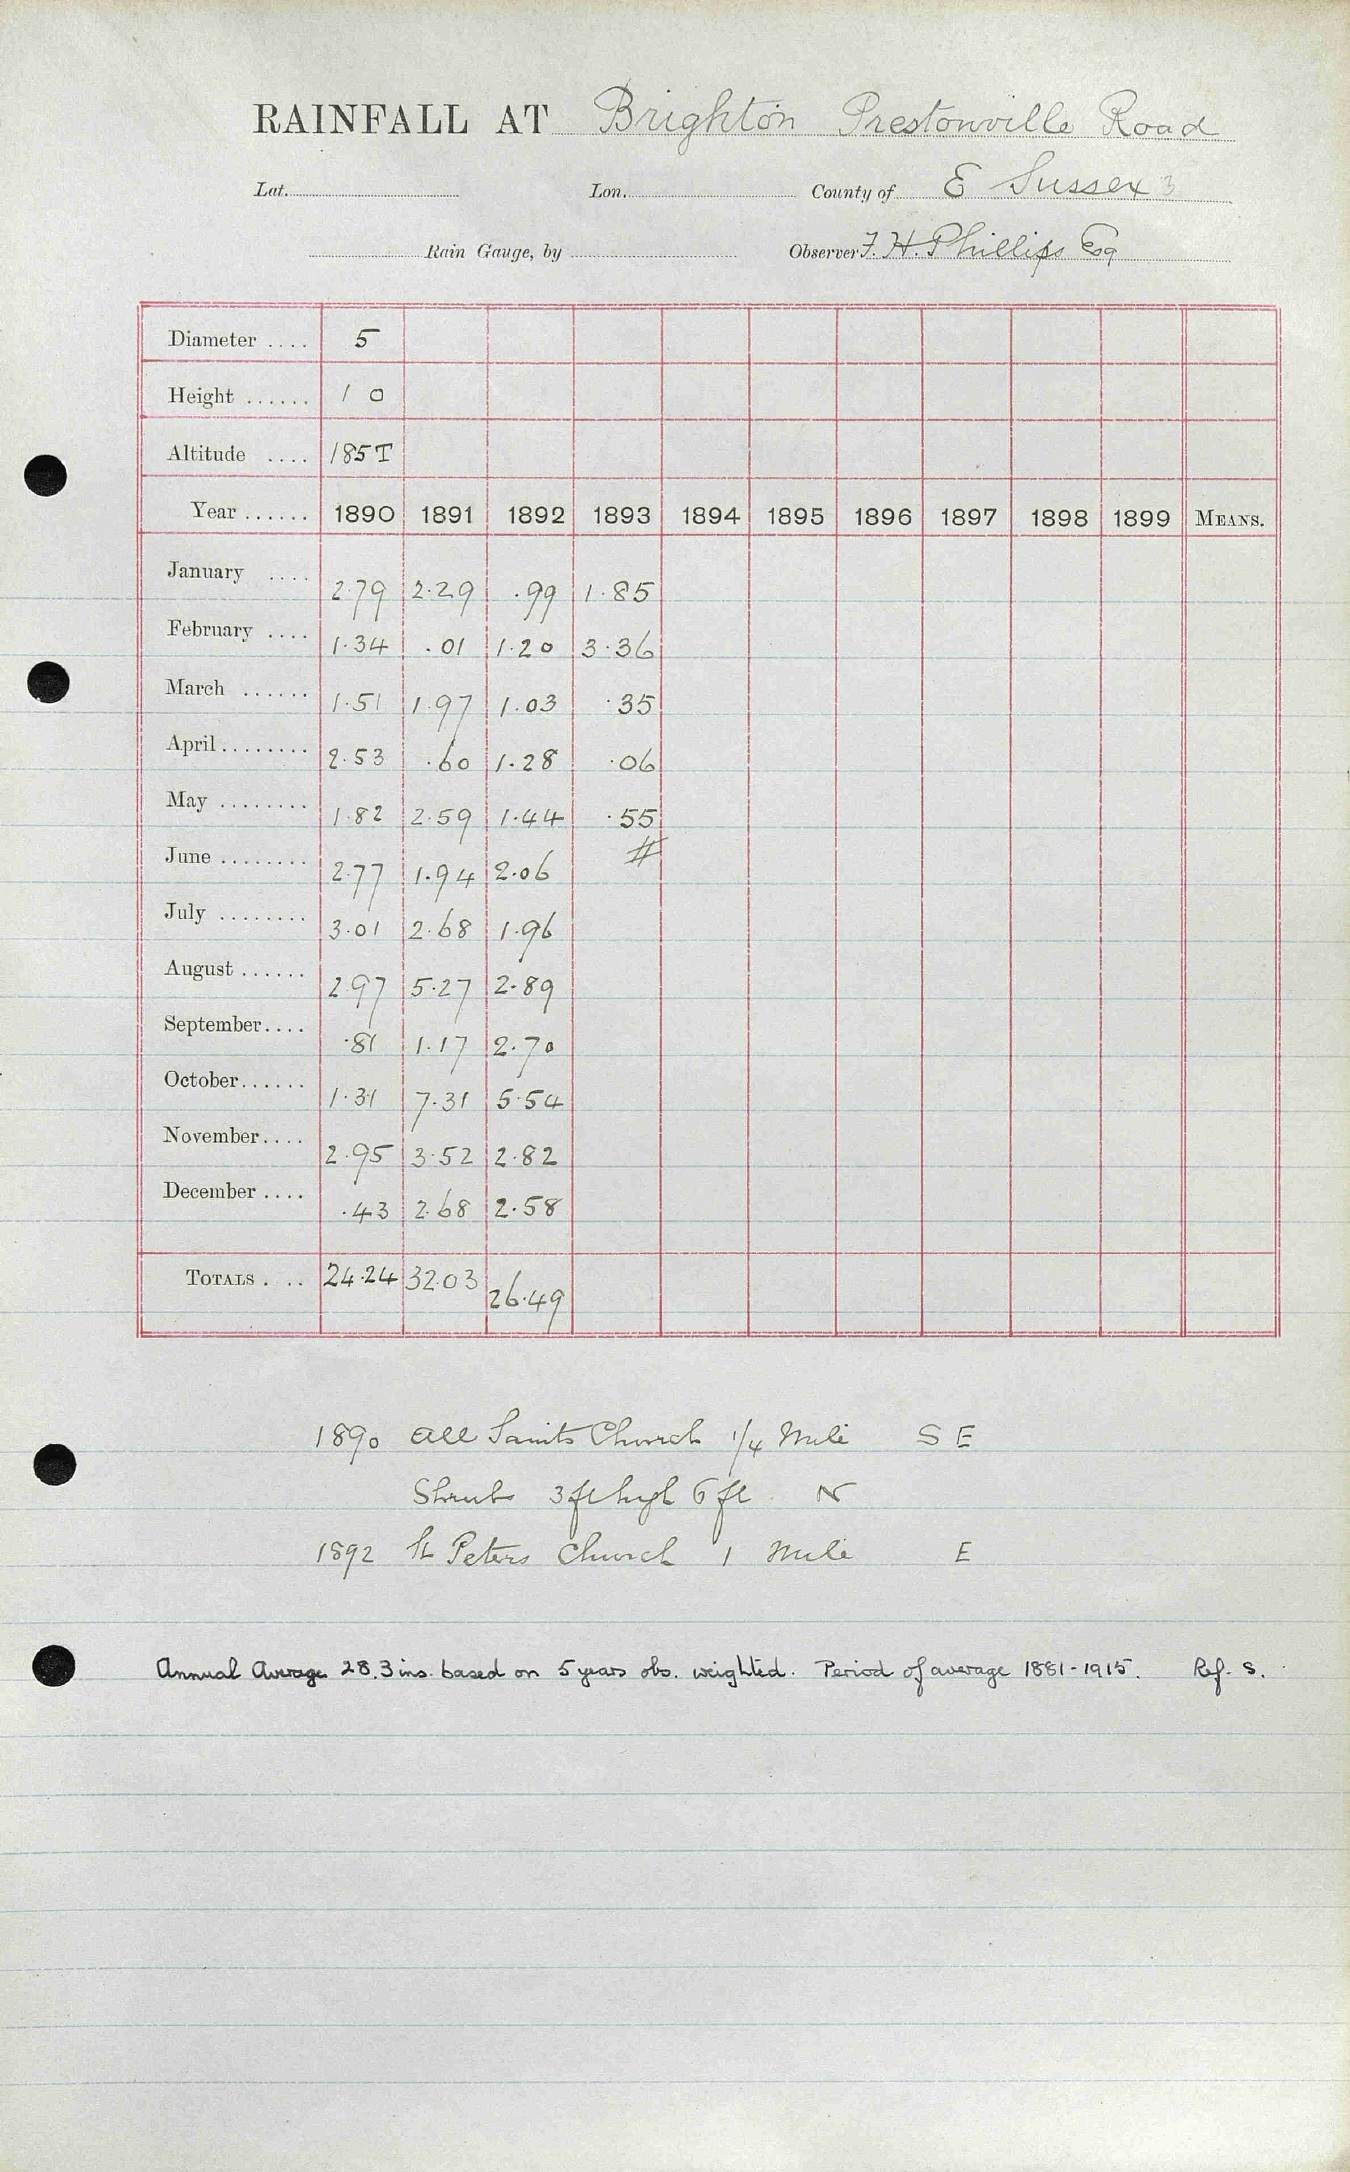 RAINFALL AT Brighton Prestonville Road
Lat. Lon. County of E Sussex 3
Rain Gauge, by Observer F. H. Phillips Esq
Diameter .... 5
Height ...... 1 0
Altitude .... 185T
Year ...... 1890 1891 1892 1893 1894 1895 1896 1897 1898 1899 MEANS.
January .... 2.79 2.29 .99 1.85
February .... 1.34 .01 1.20 3.36
March ...... 1.51 1.97 1.03 .35
April ........ 2.53 .60 1.28 .06
May ........ 1.82 2.59 1.44 .55
June ........ 2.77 1.94 2.06 #
July ........ 3.01 2.68 1.96
August ...... 2.97 5.27 2.89
September .... .81 1.17 2.70
October ...... 1.31 7.31 5.54
November .... 2.95 3.52 2.82
December .... .43 2.68 2.58
TOTALS . .. 24.24 32.03 26.49
1890 All Saints Church 1/4 Mile S E
Shrubs 3ft high 6 ft N
1892 St Peters Church 1 Mile E
Annual Average 28.3 ins. based on 5 years obs. weighted. Period of average 1881-1915. Ref. S.